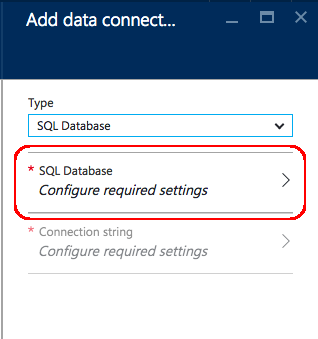 Add data connect...
Type
SQL Database
* SQL Database
Configure required settings
* Connection string
Configure required settings